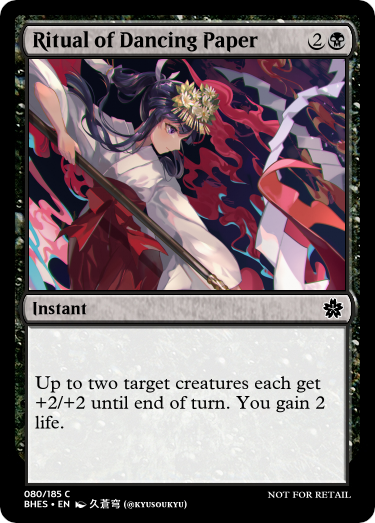 Ritual of Dancing Paper 2
Instant
Up to two target creatures each get
+2/+2 until end of turn. You gain 2
life.
080/185 C
NOT FOR RETAIL
BHES • EN 久蒼穹 (@KYUSOUKYU)